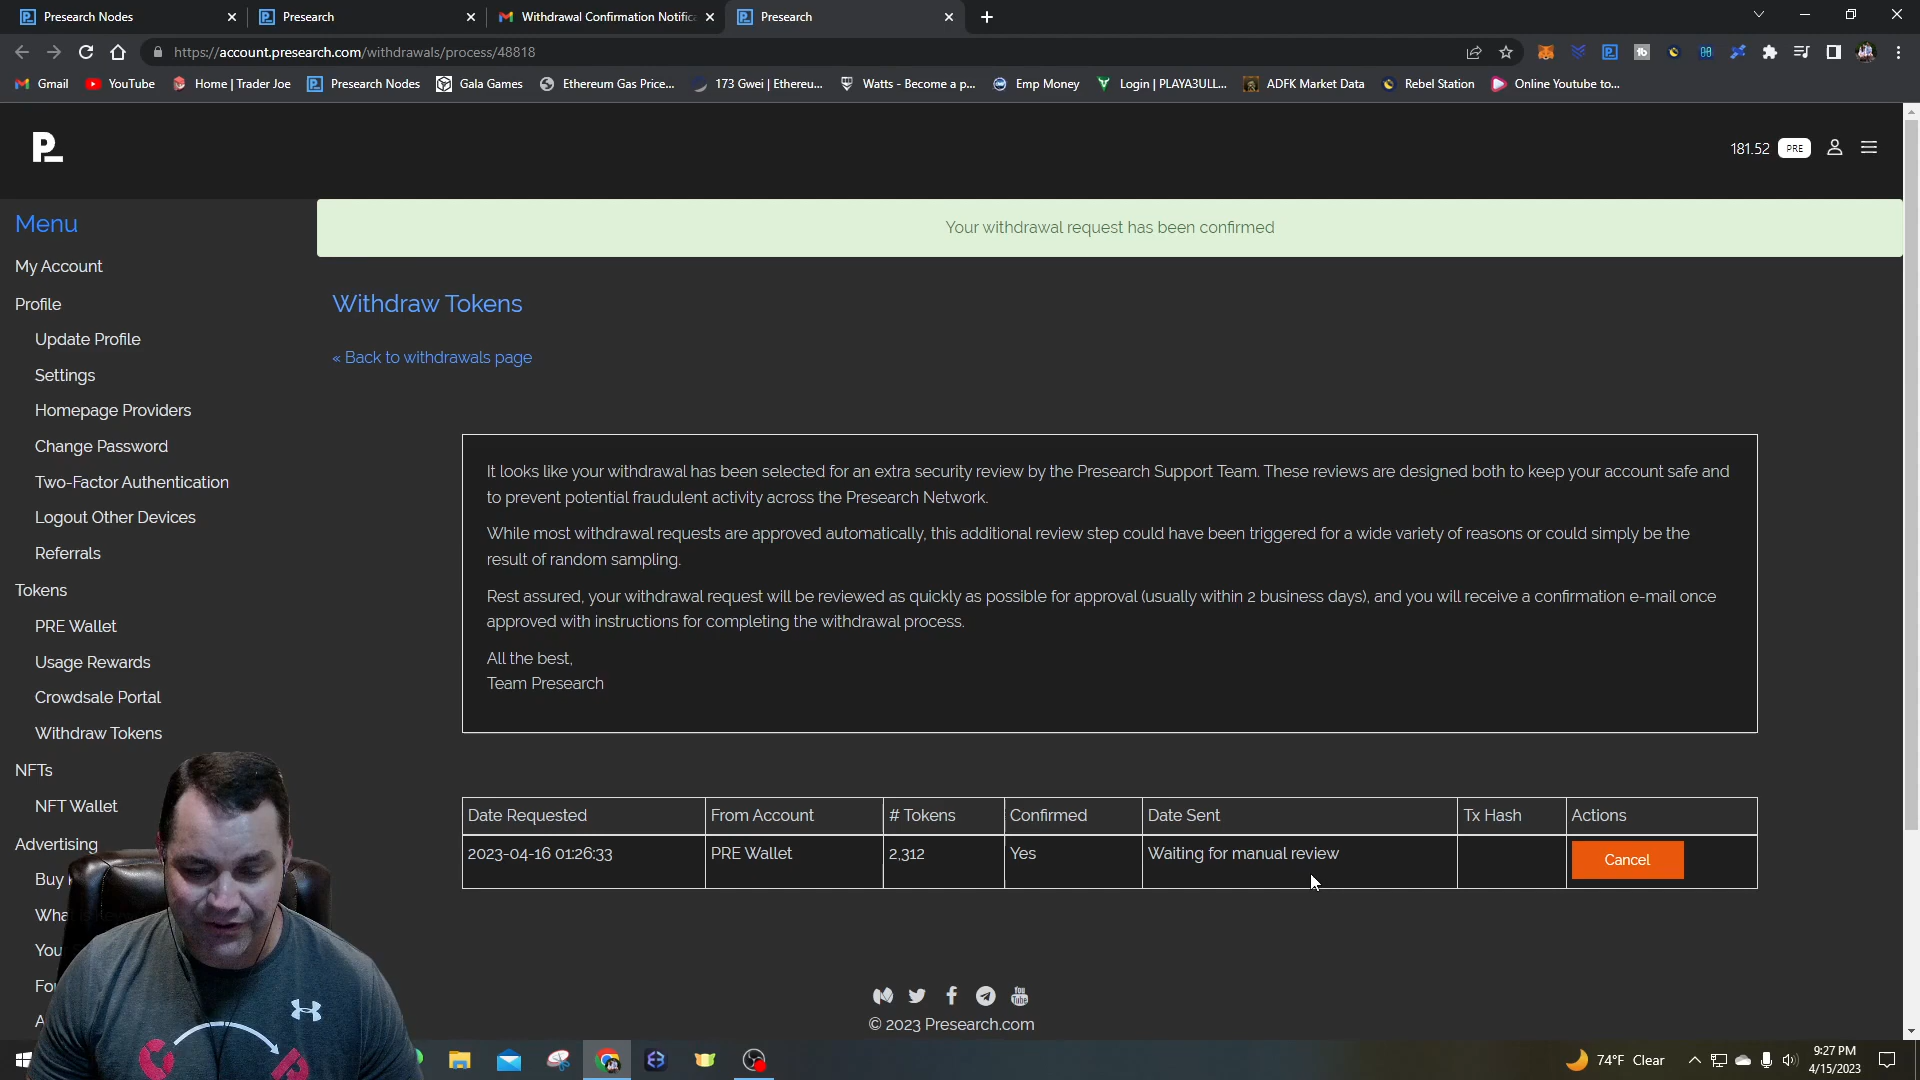 Presearch Nodes
Presearch
Withdrawal Confirmation Notific
Presearch
https://account.presearch.com/withdrawals/process/48818
Gmail
YouTube
Home | Trader Joe
Presearch Nodes
Gala Games
Ethereum Gas Price...
173 Gwei | Ethereu...
Watts - Become a p...
Emp Money
Login | PLAYA3ULL...
ADFK Market Data
Rebel Station
Online Youtube to...
181.52 PRE
Menu
Your withdrawal request has been confirmed
My Account
Profile
Update Profile
Settings
Homepage Providers
Change Password
Two-Factor Authentication
Logout Other Devices
Referrals
Tokens
PRE Wallet
Usage Rewards
Crowdsale Portal
Withdraw Tokens
NFTs
NFT Wallet
Advertising
Buy
Wha
You
Fo
A
Withdraw Tokens
« Back to withdrawals page
It looks like your withdrawal has been selected for an extra security review by the Presearch Support Team. These reviews are designed both to keep your account safe and
to prevent potential fraudulent activity across the Presearch Network.
While most withdrawal requests are approved automatically, this additional review step could have been triggered for a wide variety of reasons or could simply be the
result of random sampling.
Rest assured, your withdrawal request will be reviewed as quickly as possible for approval (usually within 2 business days), and you will receive a confirmation e-mail once
approved with instructions for completing the withdrawal process.
All the best,
Team Presearch
Date Requested From Account # Tokens Confirmed Date Sent Tx Hash Actions
2023-04-16 01:26:33 PRE Wallet 2,312 Yes Waiting for manual review Cancel
© 2023 Presearch.com
74°F Clear
9:27 PM
4/15/2023